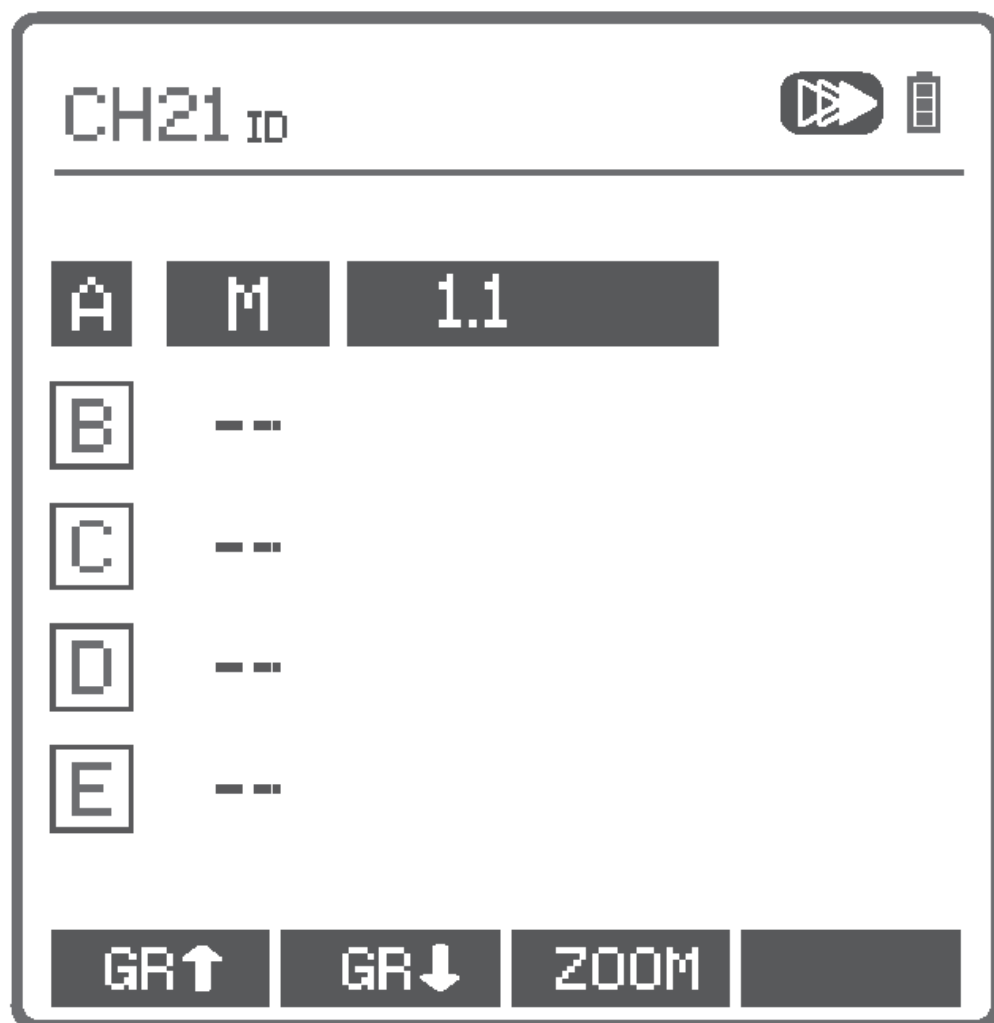 CH21 ID
A M 1.1
B --
C --
D --
E --
GR↑ GR↓ ZOOM